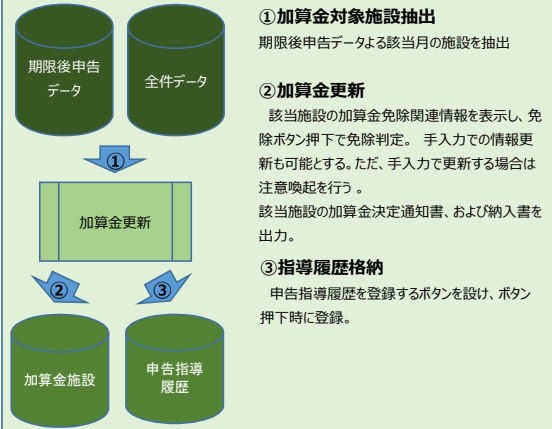 期限後申告
データ
全件データ
①
加算金更新
②
③
加算金施設
申告指導
履歴
①加算金対象施設抽出
期限後申告データよる該当月の施設を抽出
②加算金更新
該当施設の加算金免除関連情報を表示し、免
除ボタン押下で免除判定。 手入力での情報更
新も可能とする。ただ、手入力で更新する場合は
注意喚起を行う 。
該当施設の加算金決定通知書、および納入書を
出力。
③指導履歴格納
申告指導履歴を登録するボタンを設け、ボタン
押下時に登録。